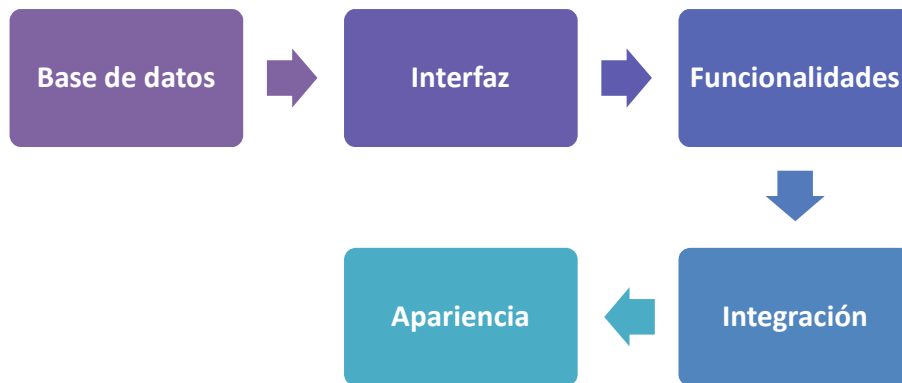 Base de datos
Interfaz
Funcionalidades
Integración
Apariencia